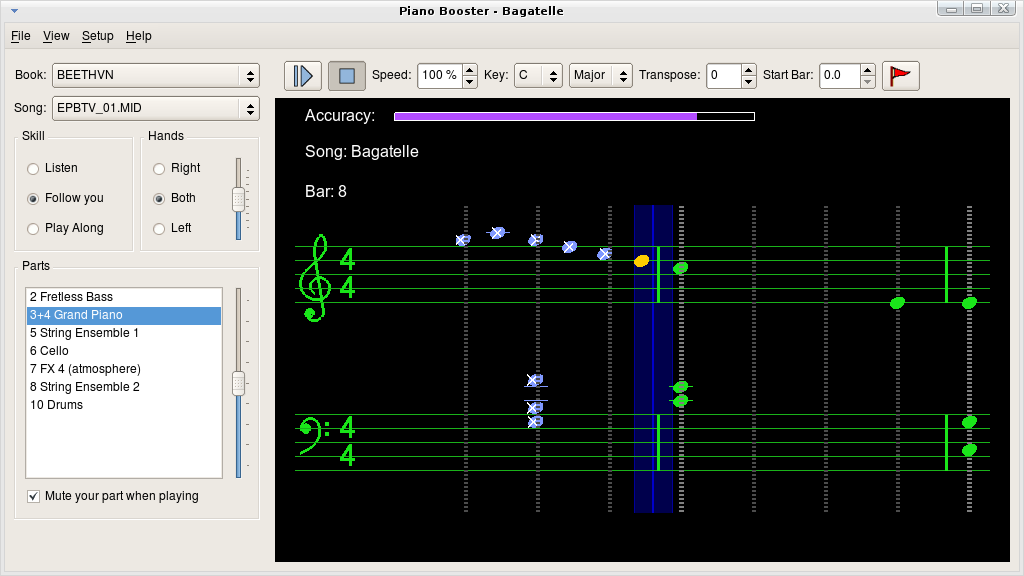 Piano Booster - Bagatelle
File View Setup Help
Book: BEETHVN
Speed: 100 % Key: C Major Transpose: 0 Start Bar: 0.0
Song: EPBTV_01.MID
Skill
Listen
Follow you
Play Along
Hands
Right
Both
Left
Parts
2 Fretless Bass
3+4 Grand Piano
5 String Ensemble 1
6 Cello
7 FX 4 (atmosphere)
8 String Ensemble 2
10 Drums
Mute your part when playing
Accuracy:
Song: Bagatelle
Bar: 8
4
4
4
4